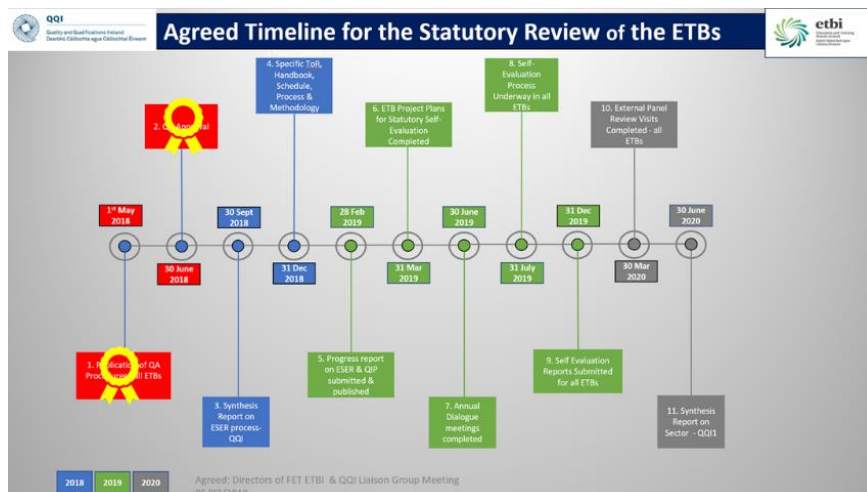 QQI
Quality and Qualifications Ireland
Dearbhú Cáilíochta agus Cáilíochtaí Éireann
Agreed Timeline for the Statutory Review of the ETBs
etbi
4. Specific ToR,
Handbook,
Schedule,
Process &
Methodology
8. Self-
Evaluation
Process
Underway in all
ETBs
2. QA Approval
6. ETB Project Plans
for Statutory Self-
Evaluation
Completed
10. External Panel
Review Visits
Completed - all
ETBs
1st May
2018
30 Sept
2018
28 Feb
2019
30 June
2019
31 Dec
2019
30 June
2020
30 June
2018
31 Dec
2018
31 Mar
2019
31 July
2019
30 Mar
2020
1. Publication of QA
Procedures all ETBs
3. Synthesis
Report on
ESER process-
QQI
5. Progress report
on ESER & QIP
submitted &
published
7. Annual
Dialogue
meetings
completed
9. Self Evaluation
Reports Submitted
for all ETBs
11. Synthesis
Report on
Sector - QQI1
2018
2019
2020
Agreed: Directors of FET ETBI & QQI Liaison Group Meeting